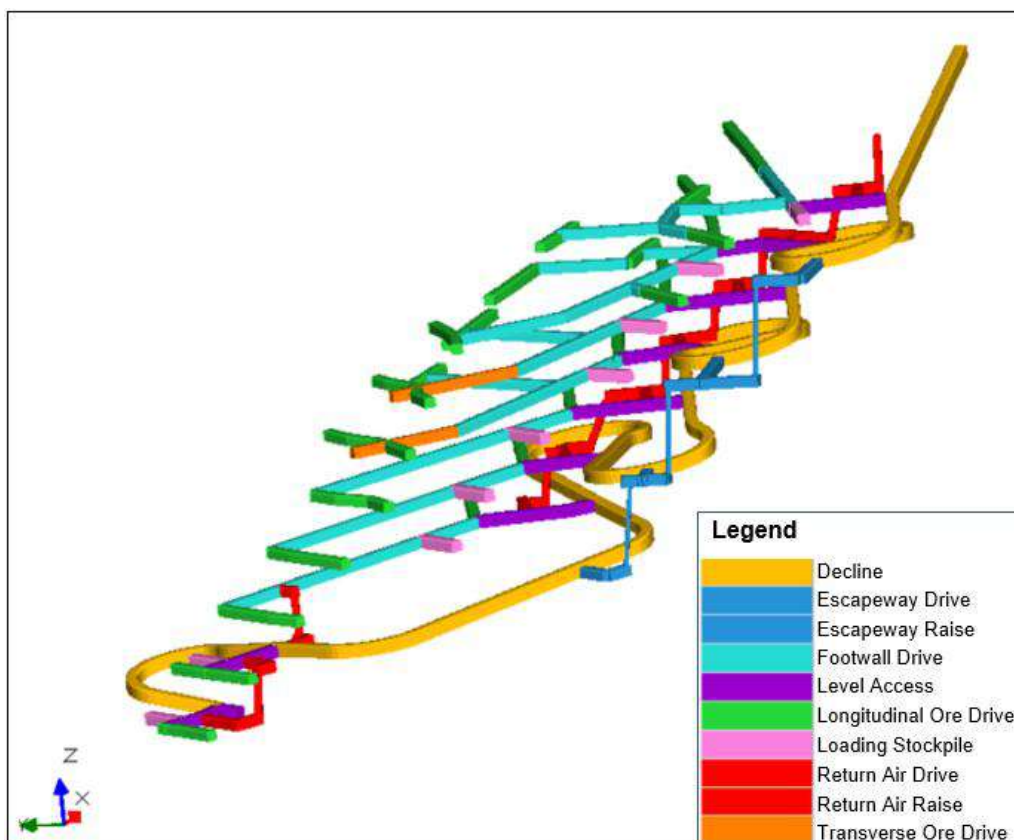 Legend
Decline
Escapeway Drive
Escapeway Raise
Footwall Drive
Level Access
Longitudinal Ore Drive
Loading Stockpile
Return Air Drive
Return Air Raise
Transverse Ore Drive
Z
X
Y